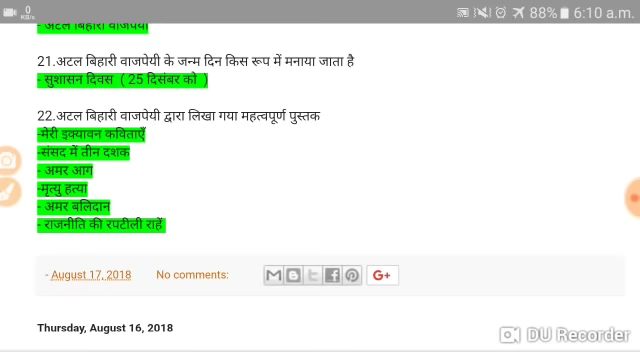 0 KB/s 88% 6:10 a.m.
- अटल बिहारी वाजपेयी
21.अटल बिहारी वाजपेयी के जन्म दिन किस रूप में मनाया जाता है
- सुशासन दिवस ( 25 दिसंबर को )
22.अटल बिहारी वाजपेयी द्वारा लिखा गया महत्वपूर्ण पुस्तक
-मेरी इक्यावन कविताएँ
-संसद में तीन दशक
- अमर आग
-मृत्यु हत्या
- अमर बलिदान
- राजनीति की रपटीली राहें
- August 17, 2018 No comments: G+
Thursday, August 16, 2018
DU Recorder